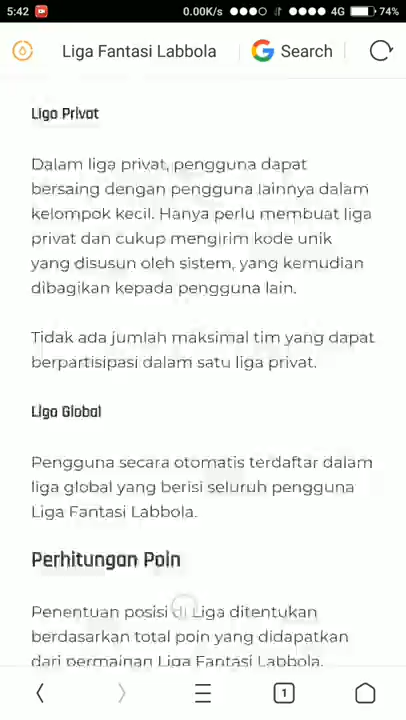 5:42
0.00K/s
4G
74%
Liga Fantasi Labbola
Search
Liga Privat
Dalam liga privat, pengguna dapat
bersaing dengan pengguna lainnya dalam
kelompok kecil. Hanya perlu membuat liga
privat dan cukup mengirim kode unik
yang disusun oleh sistem, yang kemudian
dibagikan kepada pengguna lain.
Tidak ada jumlah maksimal tim yang dapat
berpartisipasi dalam satu liga privat.
Liga Global
Pengguna secara otomatis terdaftar dalam
liga global yang berisi seluruh pengguna
Liga Fantasi Labbola.
Perhitungan Poin
Penentuan posisi di Liga ditentukan
berdasarkan total poin yang didapatkan
dari permainan Liga Fantasi Labbola.
1